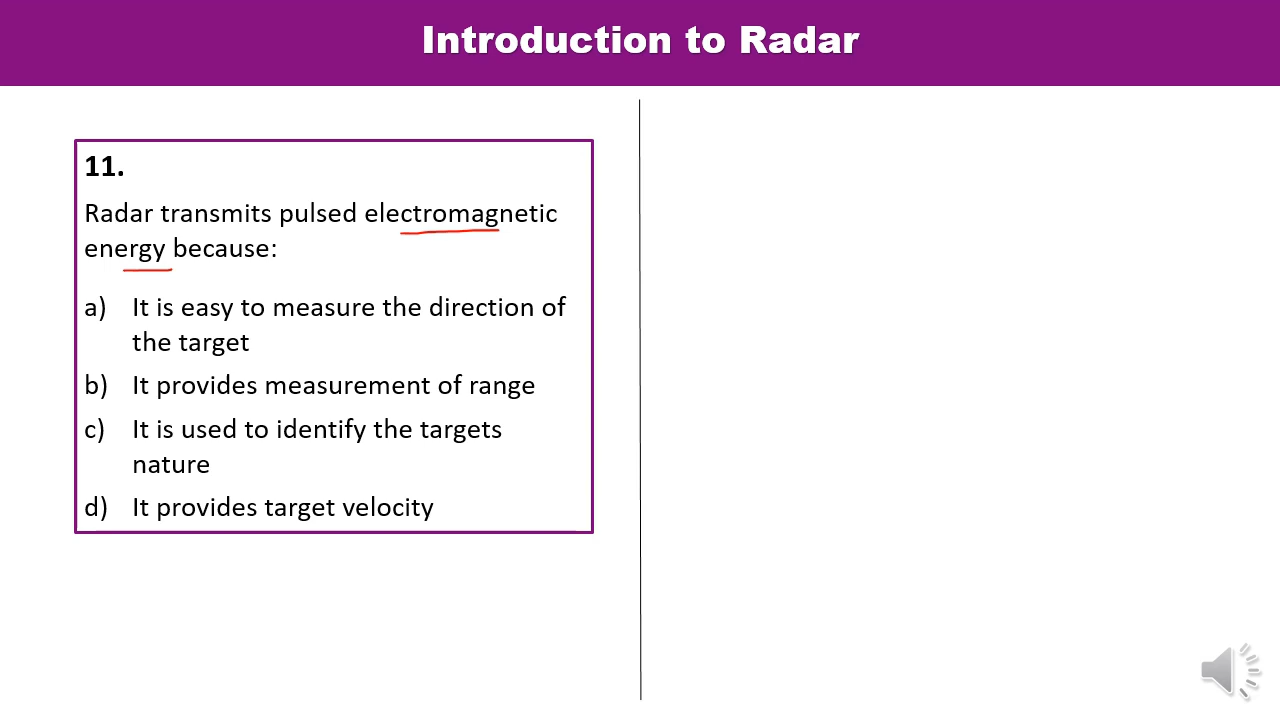 Introduction to Radar
11.
Radar transmits pulsed electromagnetic
energy because:
a) It is easy to measure the direction of
the target
b) It provides measurement of range
c) It is used to identify the targets
nature
d) It provides target velocity